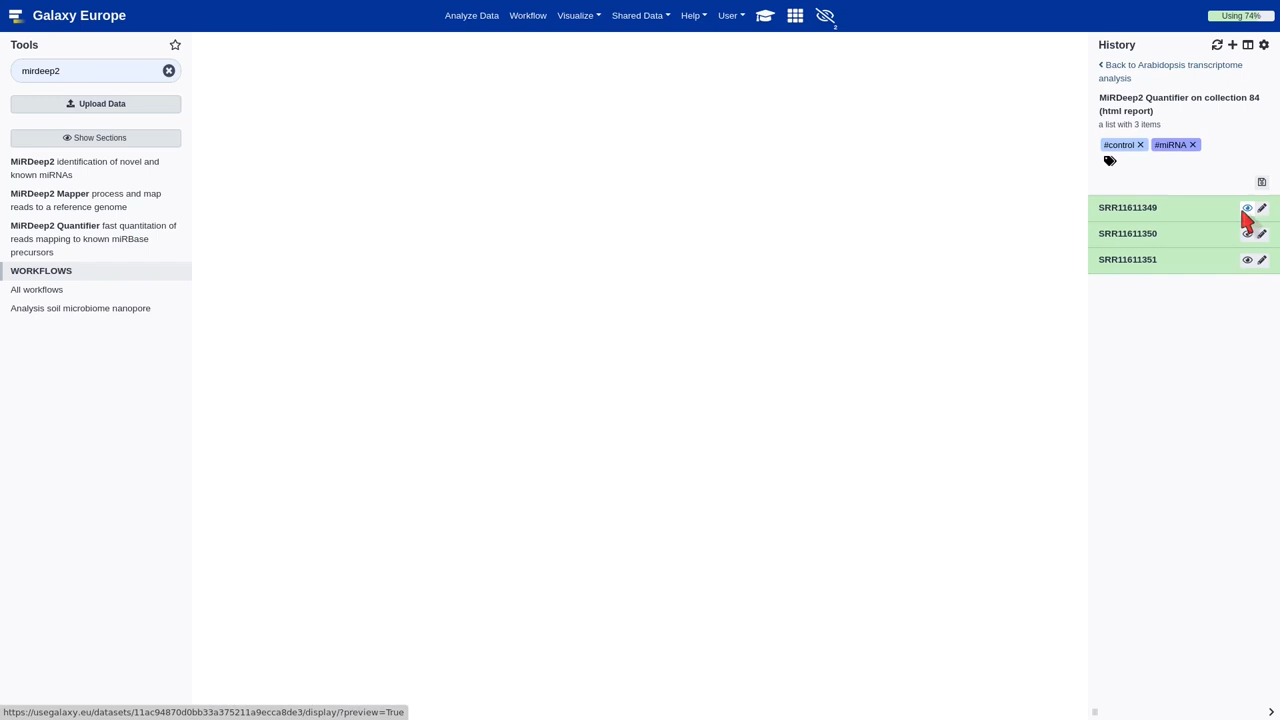 Galaxy Europe
Analyze Data Workflow Visualize Shared Data Help User
2
Using 74%
Tools
mirdeep2
Upload Data
Show Sections
MiRDeep2 identification of novel and
known miRNAs
MiRDeep2 Mapper process and map
reads to a reference genome
MiRDeep2 Quantifier fast quantitation of
reads mapping to known miRBase
precursors
WORKFLOWS
All workflows
Analysis soil microbiome nanopore
History
Back to Arabidopsis transcriptome
analysis
MiRDeep2 Quantifier on collection 84
(html report)
a list with 3 items
#control #miRNA
SRR11611349
SRR11611350
SRR11611351
https://usegalaxy.eu/datasets/11ac94870d0bb33a375211a9ecca8de3/display/?preview=True